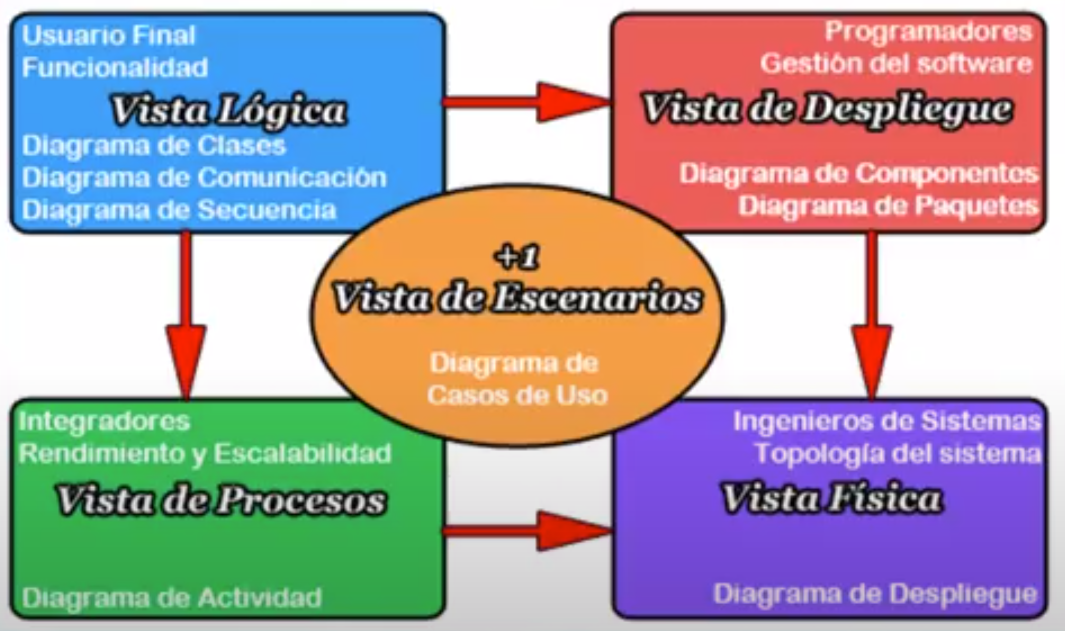 Usuario Final
Funcionalidad
Vista Lógica
Diagrama de Clases
Diagrama de Comunicación
Diagrama de Secuencia
Programadores
Gestión del software
Vista de Despliegue
Diagrama de Componentes
Diagrama de Paquetes
+1
Vista de Escenarios
Diagrama de
Casos de Uso
Integradores
Rendimiento y Escalabilidad
Vista de Procesos
Diagrama de Actividad
Ingenieros de Sistemas
Topología del sistema
Vista Física
Diagrama de Despliegue